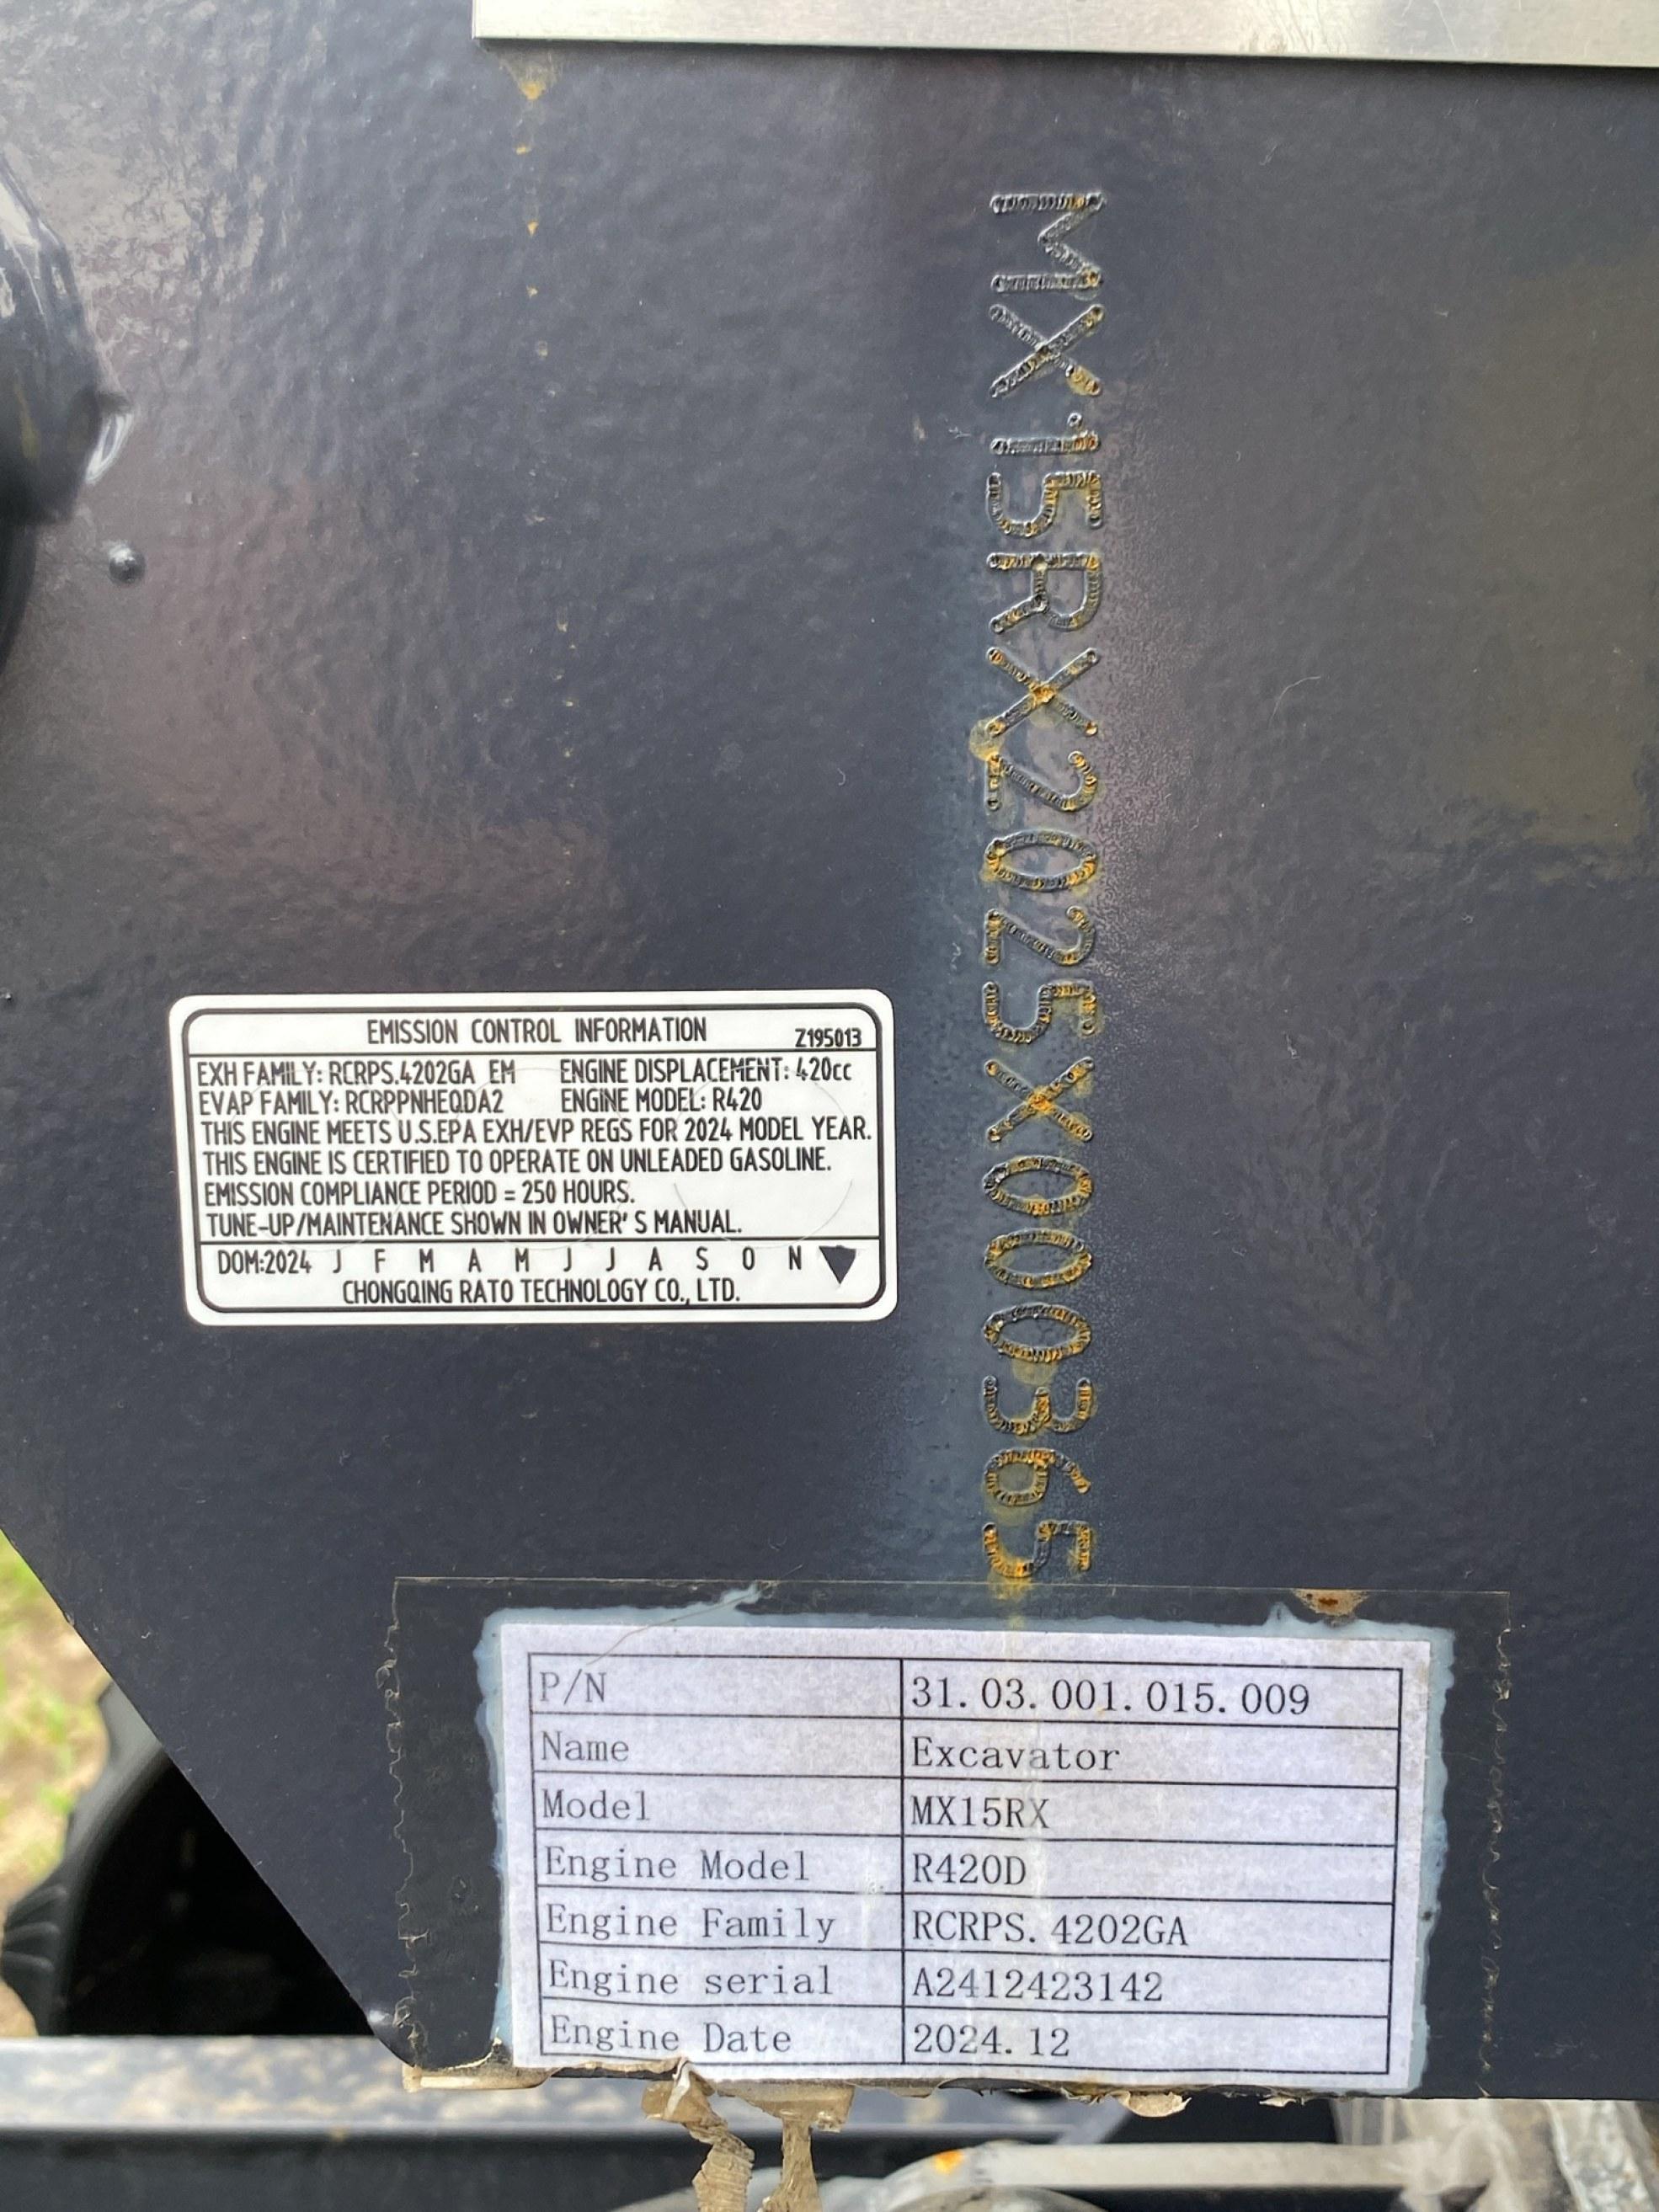 MX15RX2025X000365
EMISSION CONTROL INFORMATION Z195013
EXH FAMILY: RCRPS.4202GA EM ENGINE DISPLACEMENT: 420cc
EVAP FAMILY: RCRPPNHEQDA2 ENGINE MODEL: R420
THIS ENGINE MEETS U.S.EPA EXH/EVP REGS FOR 2024 MODEL YEAR.
THIS ENGINE IS CERTIFIED TO OPERATE ON UNLEADED GASOLINE.
EMISSION COMPLIANCE PERIOD = 250 HOURS.
TUNE-UP/MAINTENANCE SHOWN IN OWNER' S MANUAL.
DOM:2024 J F M A M J J A S O N
CHONGQING RATO TECHNOLOGY CO., LTD.
P/N 31.03.001.015.009
Name Excavator
Model MX15RX
Engine Model R420D
Engine Family RCRPS.4202GA
Engine serial A2412423142
Engine Date 2024.12